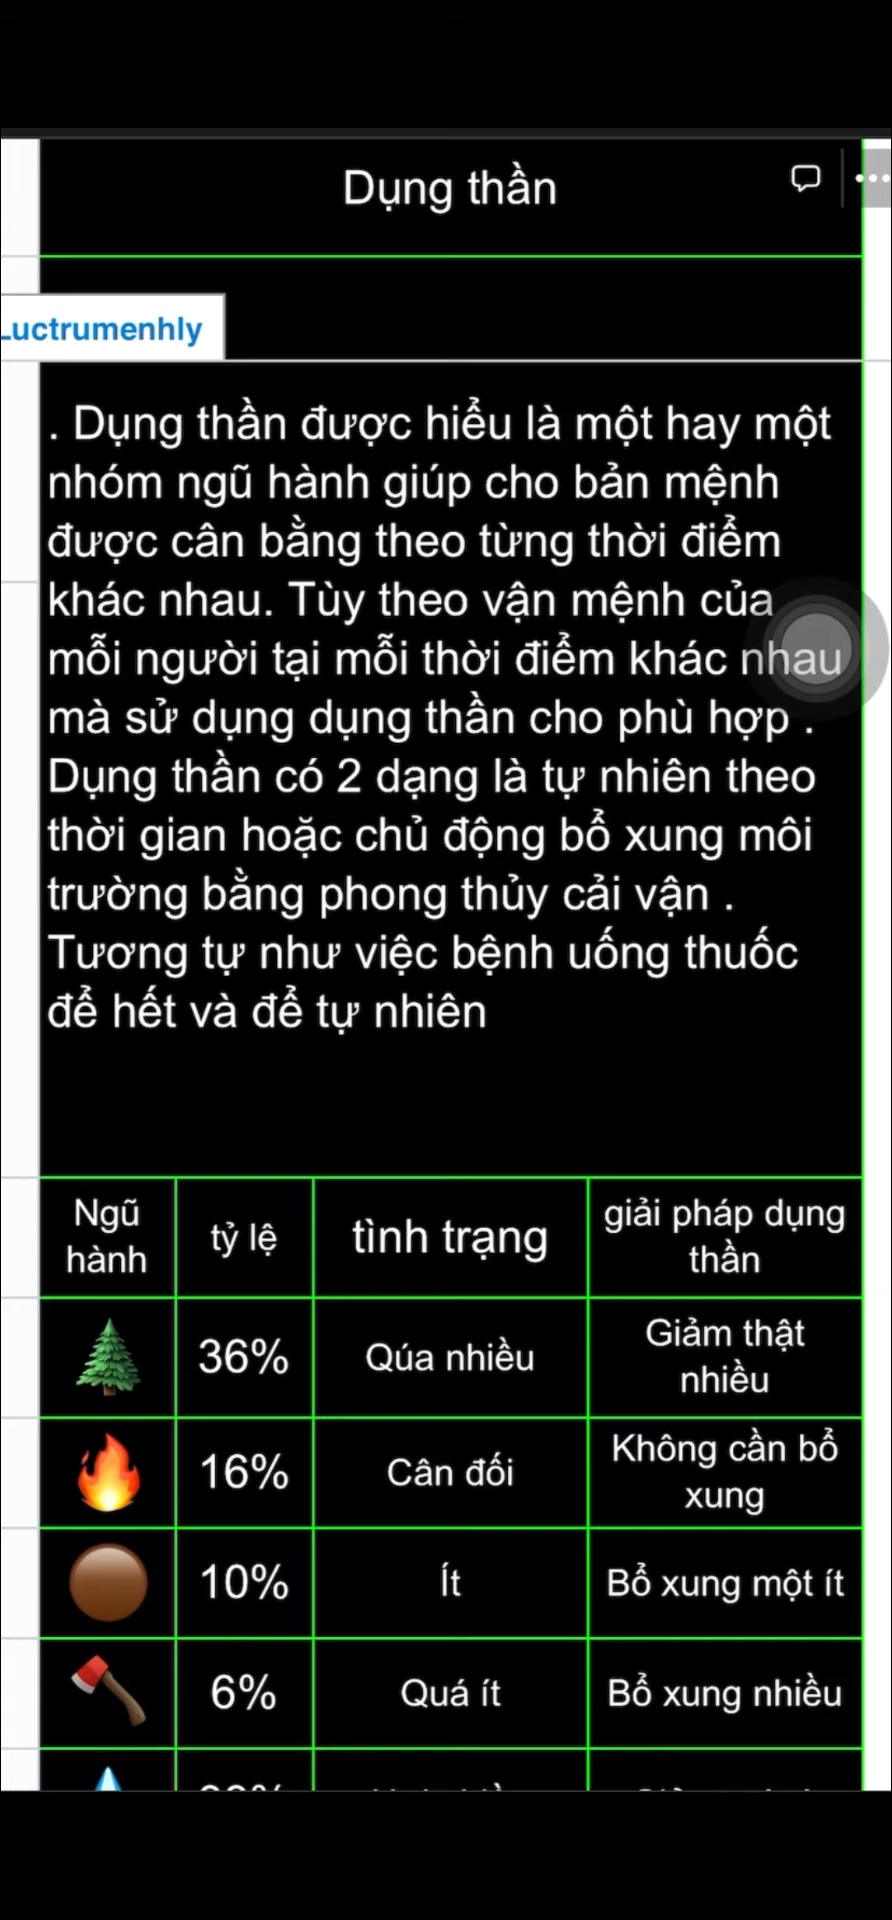 Dụng thần
Luctrumenhly
. Dụng thần được hiểu là một hay một
nhóm ngũ hành giúp cho bản mệnh
được cân bằng theo từng thời điểm
khác nhau. Tùy theo vận mệnh của
mỗi người tại mỗi thời điểm khác nhau
mà sử dụng dụng thần cho phù hợp .
Dụng thần có 2 dạng là tự nhiên theo
thời gian hoặc chủ động bổ xung môi
trường bằng phong thủy cải vận .
Tương tự như việc bệnh uống thuốc
để hết và để tự nhiên
Ngũ hành tỷ lệ tình trạng giải pháp dụng thần
36% Qúa nhiều Giảm thật nhiều
16% Cân đối Không cần bổ xung
10% Ít Bổ xung một ít
6% Quá ít Bổ xung nhiều